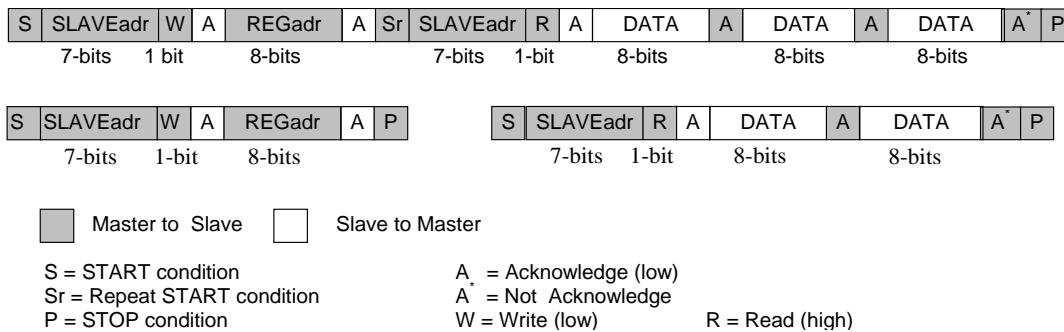 S SLAVEadr W A REGadr A Sr SLAVEadr R A DATA A DATA A DATA A* P
7-bits 1 bit 8-bits 7-bits 1-bit 8-bits 8-bits 8-bits
S SLAVEadr W A REGadr A P S SLAVEadr R A DATA A DATA A* P
7-bits 1-bit 8-bits 7-bits 1-bit 8-bits 8-bits
Master to Slave Slave to Master
S = START condition A = Acknowledge (low)
Sr = Repeat START condition A* = Not Acknowledge
P = STOP condition W = Write (low) R = Read (high)